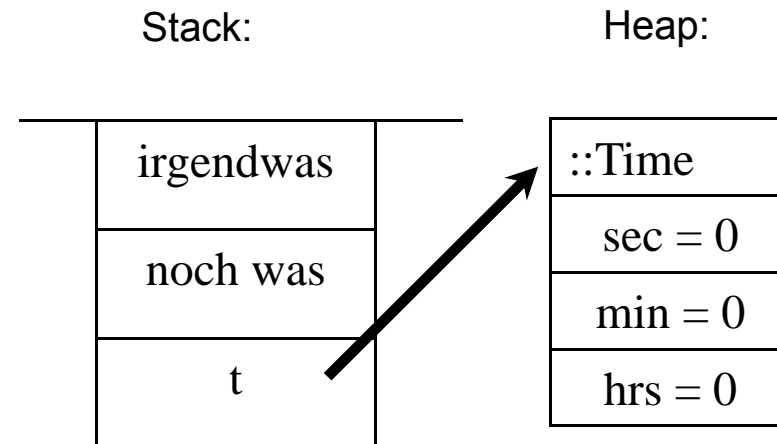 Stack:
Heap:
irgendwas
noch was
t
::Time
sec = 0
min = 0
hrs = 0